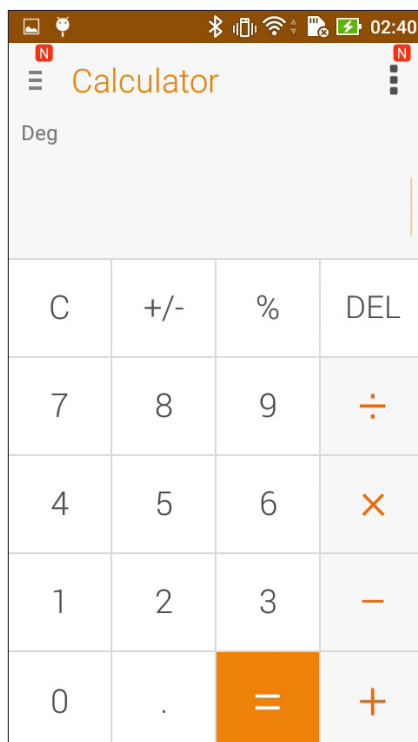 02:40
N N
Calculator
Deg
C +/- % DEL
7 8 9 ÷
4 5 6 ×
1 2 3 −
0 . = +